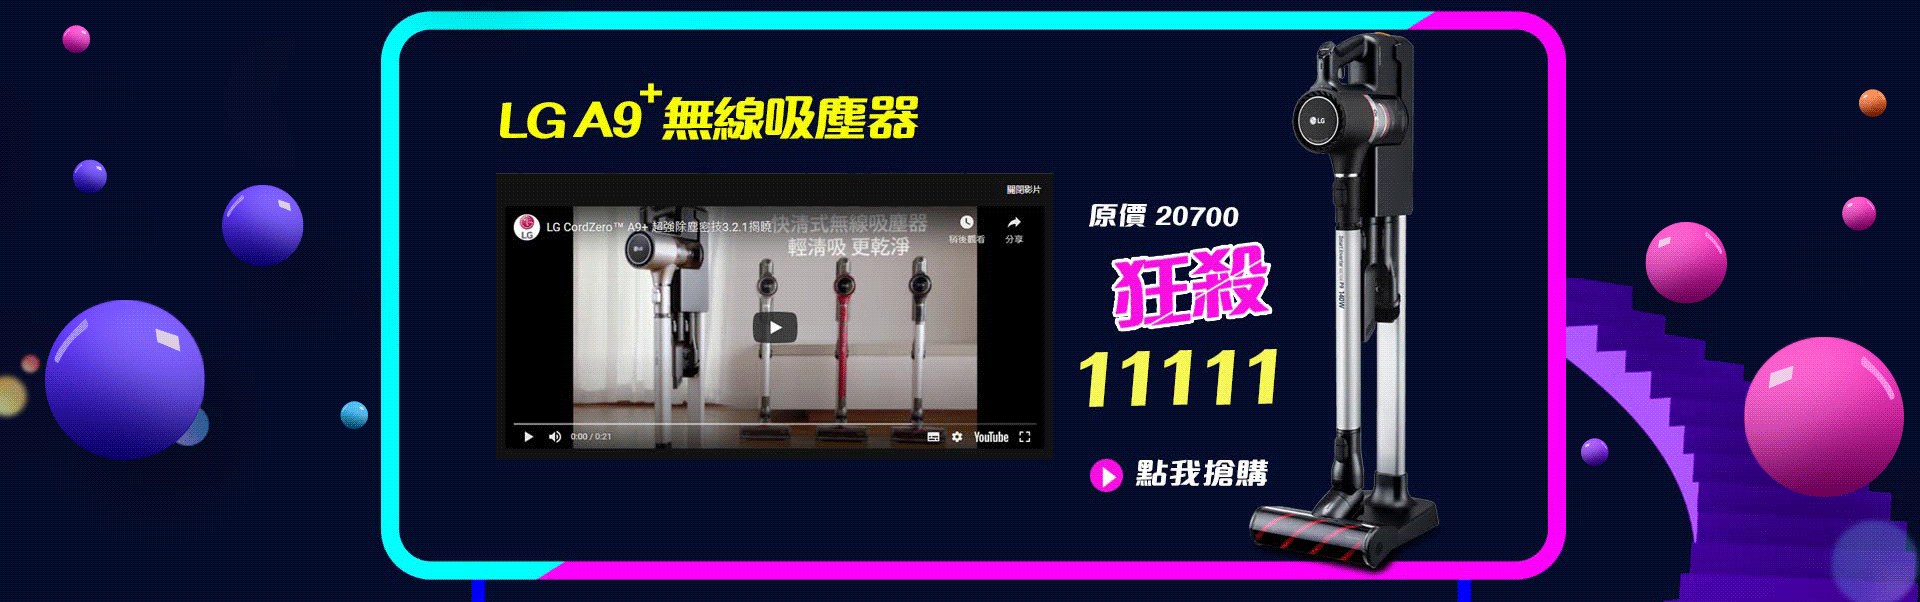 LG A9+無線吸塵器
關閉影片
LG CordZero™ A9+ 超強除塵密技3.2.1揭曉
快清式無線吸塵器
輕清吸 更乾淨
稍後觀看
分享
LG
0:00 / 0:21
YouTube
原價 20700
狂殺
11111
點我搶購
LG